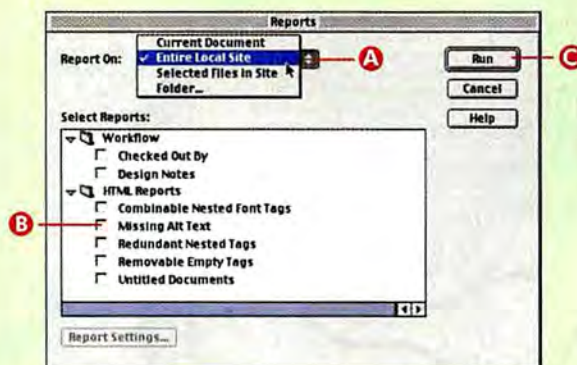 Reports
Report On:
Current Document
✓ Entire Local Site
Selected Files in Site
Folder...
A
Run
C
Cancel
Help
Select Reports:
Workflow
Checked Out By
Design Notes
HTML Reports
Combinable Nested Font Tags
B
Missing Alt Text
Redundant Nested Tags
Removable Empty Tags
Untitled Documents
Report Settings...